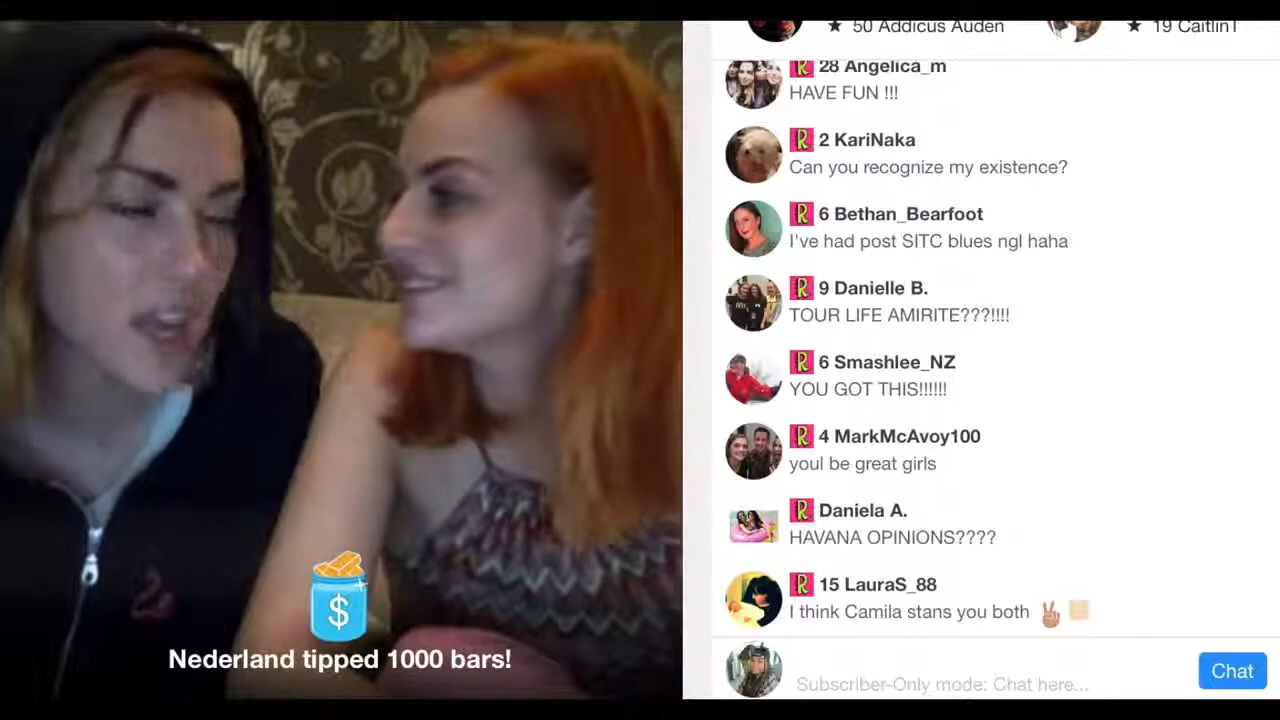 ★ 50 Addicus Auden ★ 19 CaitlinT
R 28 Angelica_m
HAVE FUN !!!
R 2 KariNaka
Can you recognize my existence?
R 6 Bethan_Bearfoot
I've had post SITC blues ngl haha
R 9 Danielle B.
TOUR LIFE AMIRITE???!!!!
R 6 Smashlee_NZ
YOU GOT THIS!!!!!!
R 4 MarkMcAvoy100
youl be great girls
R Daniela A.
HAVANA OPINIONS????
R 15 LauraS_88
I think Camila stans you both ✌🏽
Subscriber-Only mode: Chat here...
Chat
$
Nederland tipped 1000 bars!